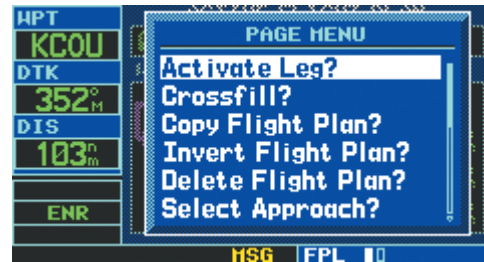 WPT
KCOU
DTK
352°M
DIS
103nm
ENR
PAGE MENU
Activate Leg?
Crossfill?
Copy Flight Plan?
Invert Flight Plan?
Delete Flight Plan?
Select Approach?
MSG FPL